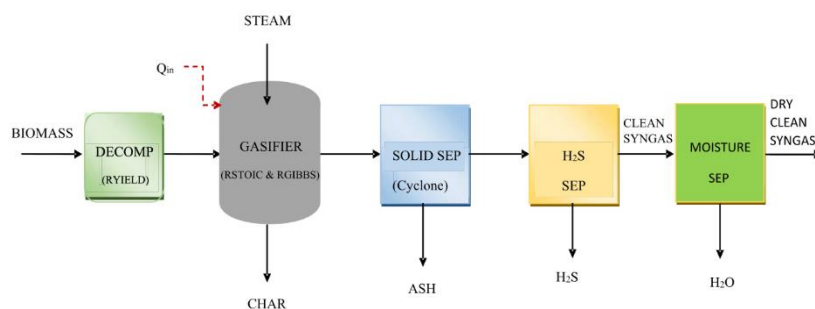 STEAM
Qin
BIOMASS
DECOMP
(RYIELD)
GASIFIER
(RSTOIC & RGIBBS)
SOLID SEP
(Cyclone)
H2S
SEP
CLEAN
SYNGAS
MOISTURE
SEP
DRY
CLEAN
SYNGAS
CHAR
ASH
H2S
H2O